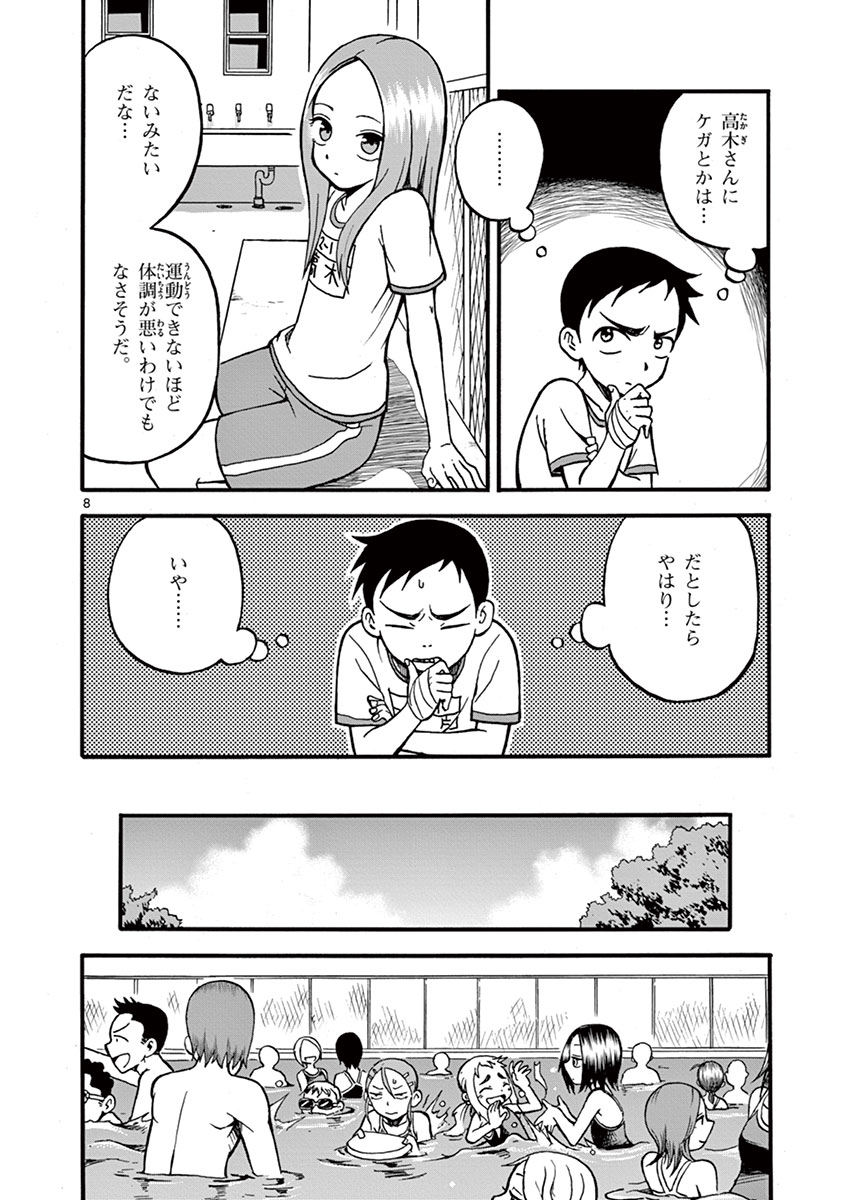 高木さんに
ケガとかは…
………
ないみたい
だな…
運動できないほど
体調が悪いわけでも
なさそうだ。
8
だとしたら
やはり…
いや……